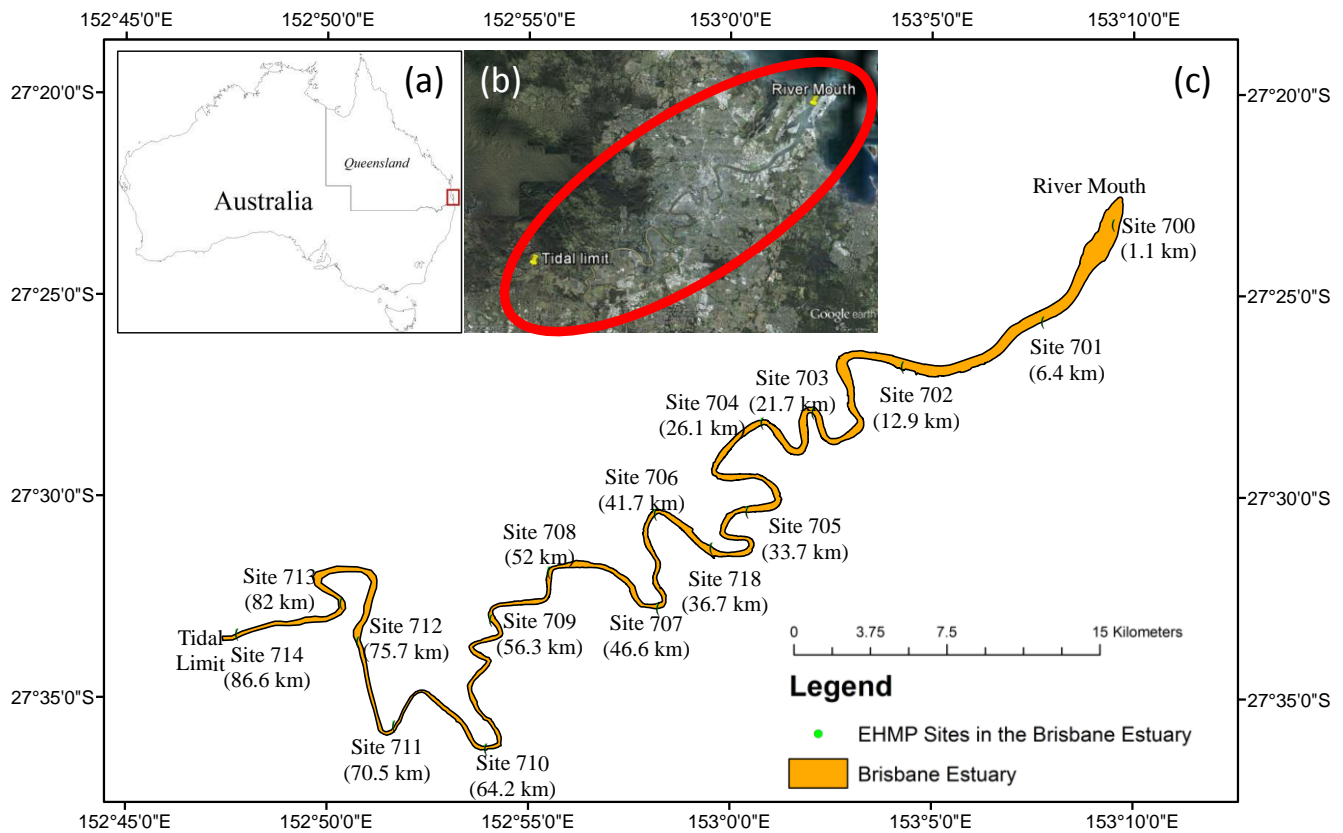 152°45'0"E 152°50'0"E 152°55'0"E 153°0'0"E 153°5'0"E 153°10'0"E
27°20'0"S
27°25'0"S
27°30'0"S
27°35'0"S
(a)
Queensland
Australia
(b)
River Mouth
Tidal limit
Google earth
(c)
River Mouth
Site 700
(1.1 km)
Site 701
(6.4 km)
Site 702
(12.9 km)
Site 703
(21.7 km)
Site 704
(26.1 km)
Site 705
(33.7 km)
Site 718
(36.7 km)
Site 706
(41.7 km)
Site 707
(46.6 km)
Site 708
(52 km)
Site 709
(56.3 km)
Site 710
(64.2 km)
Site 711
(70.5 km)
Site 712
(75.7 km)
Site 713
(82 km)
Site 714
(86.6 km)
Tidal
Limit
0 3.75 7.5 15 Kilometers
Legend
EHMP Sites in the Brisbane Estuary
Brisbane Estuary
27°20'0"S
27°25'0"S
27°30'0"S
27°35'0"S
152°45'0"E 152°50'0"E 152°55'0"E 153°0'0"E 153°5'0"E 153°10'0"E